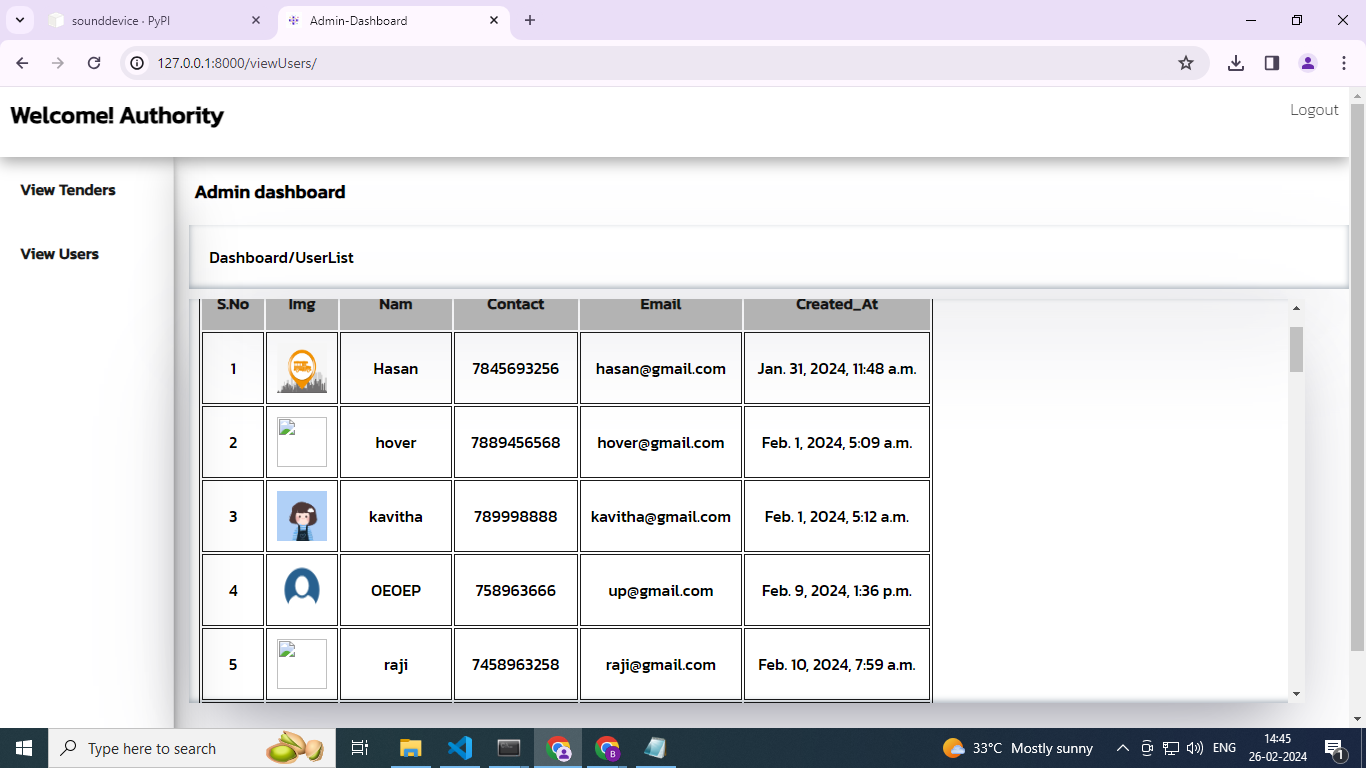 sounddevice · PyPI
Admin-Dashboard
127.0.0.1:8000/viewUsers/
Welcome! Authority
Logout
View Tenders
View Users
Admin dashboard
Dashboard/UserList
S.No Img Nam Contact Email Created_At
1 Hasan 7845693256 hasan@gmail.com Jan. 31, 2024, 11:48 a.m.
2 hover 7889456568 hover@gmail.com Feb. 1, 2024, 5:09 a.m.
3 kavitha 789998888 kavitha@gmail.com Feb. 1, 2024, 5:12 a.m.
4 OEOEP 758963666 up@gmail.com Feb. 9, 2024, 1:36 p.m.
5 raji 7458963258 raji@gmail.com Feb. 10, 2024, 7:59 a.m.
Type here to search
33°C Mostly sunny
ENG
14:45
26-02-2024
1
B